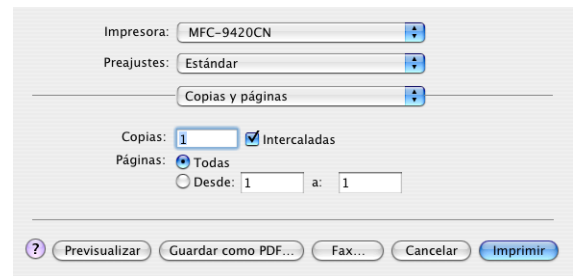 Impresora: MFC-9420CN
Preajustes: Estándar
Copias y páginas
Copias: 1 Intercaladas
Páginas: Todas
Desde: 1 a: 1
? Previsualizar Guardar como PDF... Fax... Cancelar Imprimir